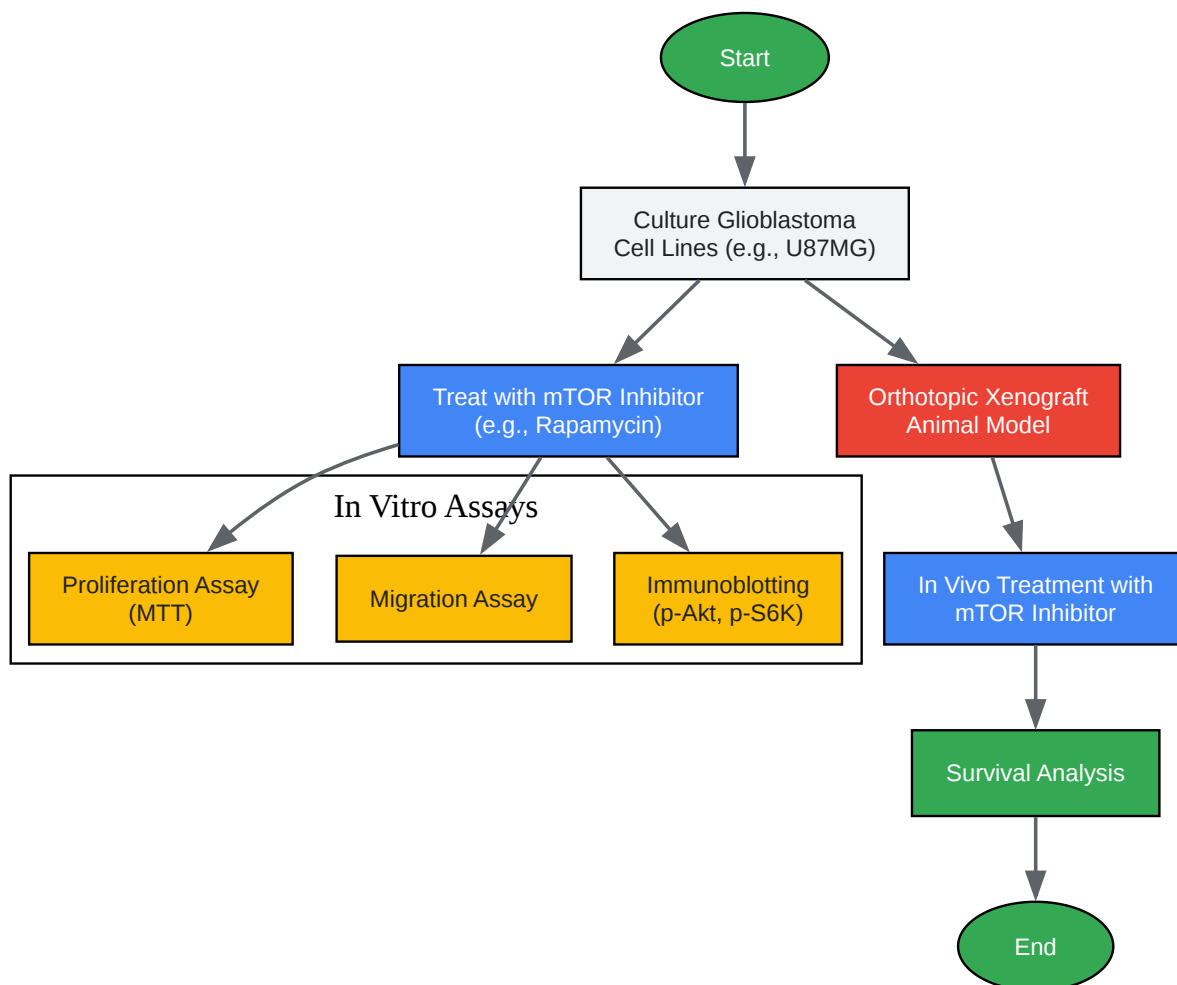 Start
Culture Glioblastoma
Cell Lines (e.g., U87MG)
Treat with mTOR Inhibitor
(e.g., Rapamycin)
Orthotopic Xenograft
Animal Model
In Vitro Assays
Proliferation Assay
(MTT)
Migration Assay
Immunoblotting
(p-Akt, p-S6K)
In Vivo Treatment with
mTOR Inhibitor
Survival Analysis
End